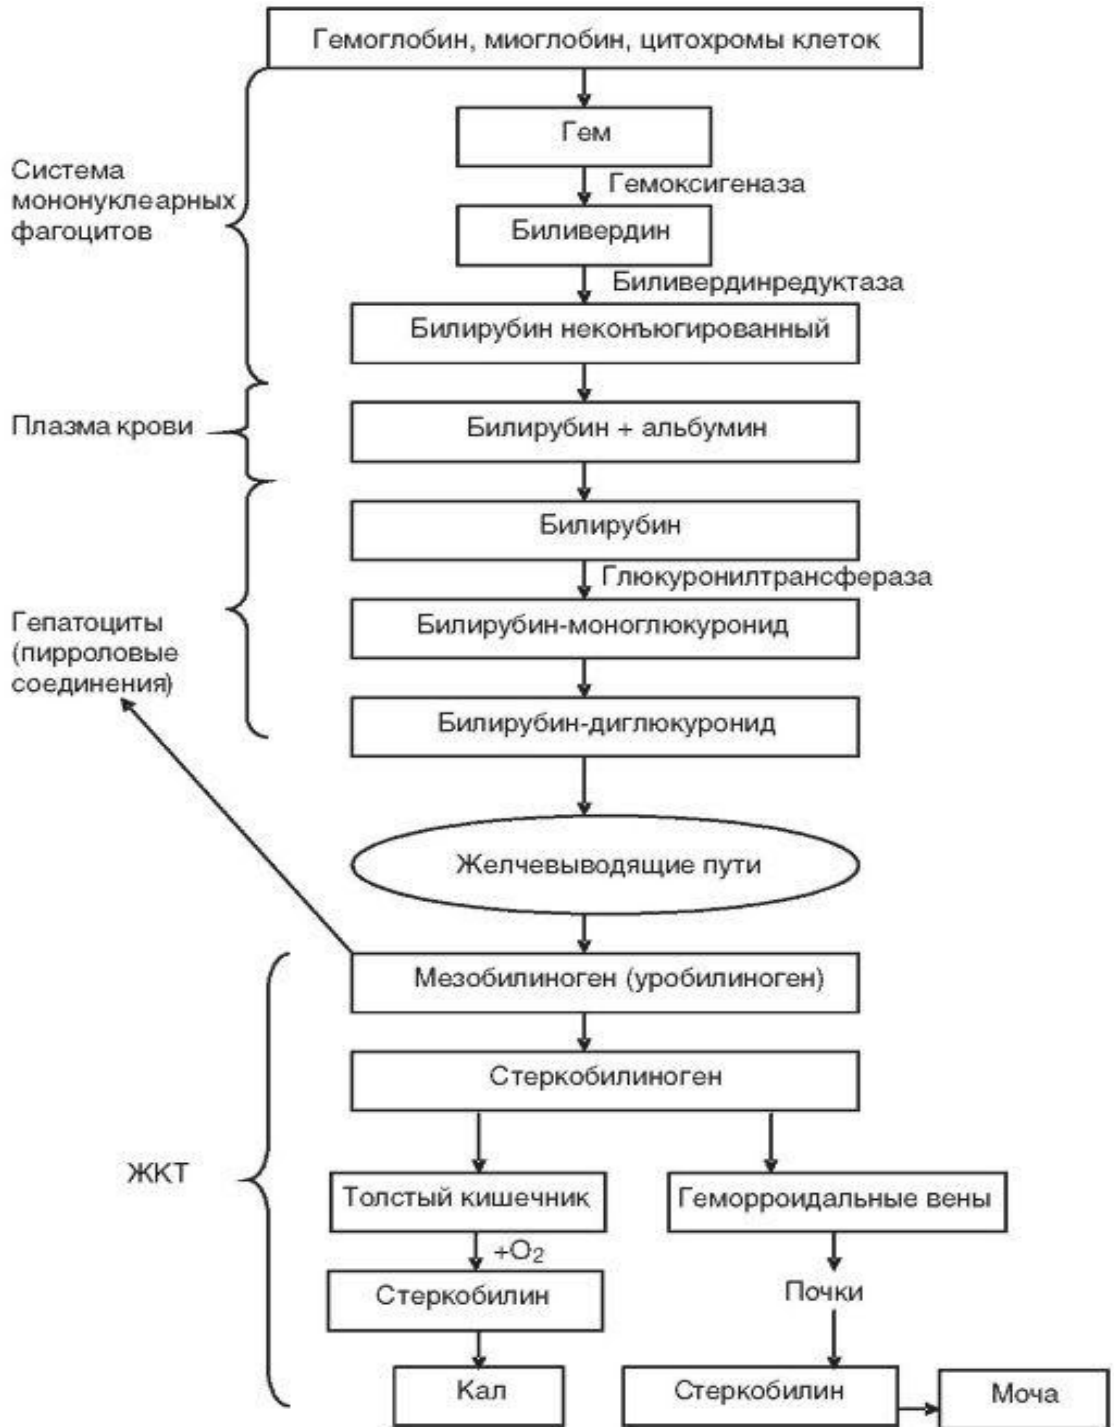 Гемоглобин, миоглобин, цитохромы клеток
Гем
Гемоксигеназа
Система
мононуклеарных
фагоцитов
Биливердин
Биливердинредуктаза
Билирубин неконъюгированный
Плазма крови
Билирубин + альбумин
Билирубин
Глюкуронилтрансфераза
Гепатоциты
(пирроловые
соединения)
Билирубин-моноглюкуронид
Билирубин-диглюкуронид
Желчевыводящие пути
Мезобилиноген (уробилиноген)
Стеркобилиноген
ЖКТ
Толстый кишечник
Геморроидальные вены
+O₂
Стеркобилин
Почки
Кал
Стеркобилин
Моча